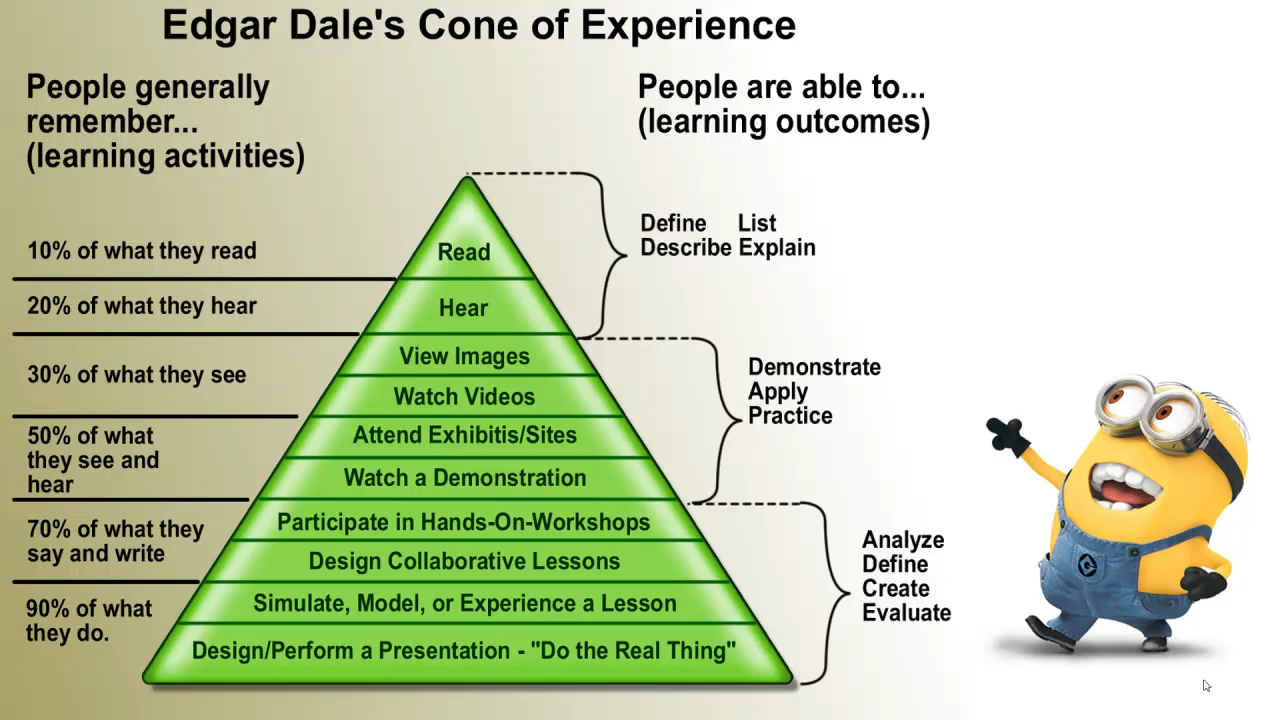 Edgar Dale's Cone of Experience
People generally
remember...
(learning activities)
People are able to...
(learning outcomes)
10% of what they read
20% of what they hear
30% of what they see
50% of what
they see and
hear
70% of what they
say and write
90% of what
they do.
Read
Hear
View Images
Watch Videos
Attend Exhibitis/Sites
Watch a Demonstration
Participate in Hands-On-Workshops
Design Collaborative Lessons
Simulate, Model, or Experience a Lesson
Design/Perform a Presentation - "Do the Real Thing"
Define List
Describe Explain
Demonstrate
Apply
Practice
Analyze
Define
Create
Evaluate